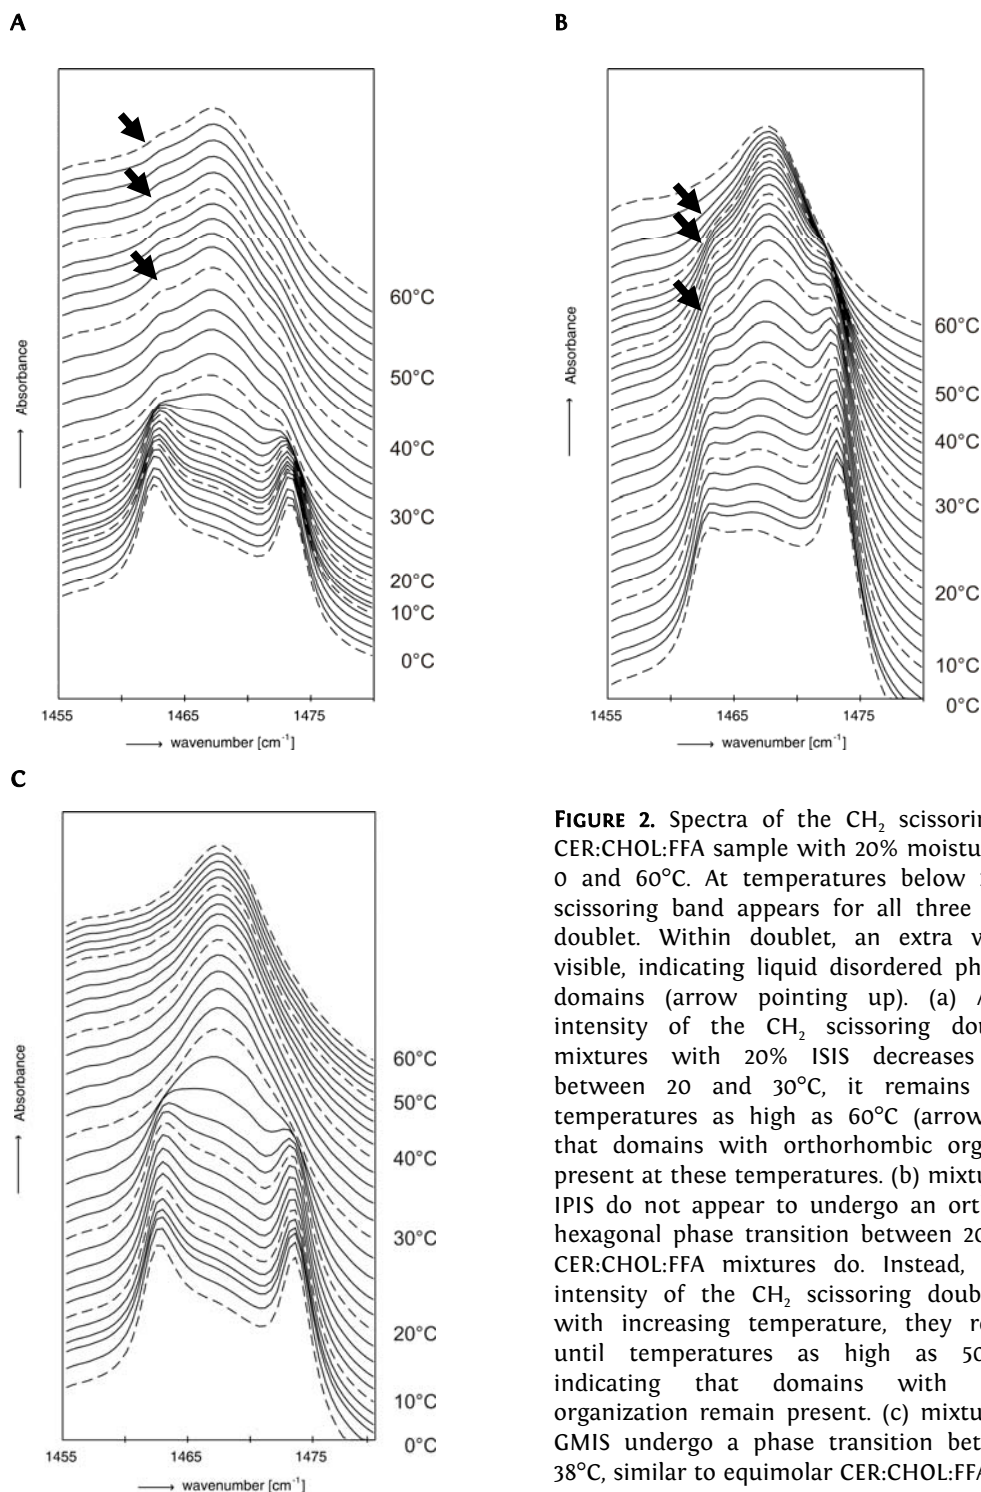 A
Absorbance
60°C
50°C
40°C
30°C
20°C
10°C
0°C
1455 1465 1475
wavenumber [cm⁻¹]
B
Absorbance
60°C
50°C
40°C
30°C
20°C
10°C
0°C
1455 1465 1475
wavenumber [cm⁻¹]
C
Absorbance
60°C
50°C
40°C
30°C
20°C
10°C
0°C
1455 1465 1475
wavenumber [cm⁻¹]
FIGURE 2. Spectra of the CH₂ scissorin
CER:CHOL:FFA sample with 20% moistu
0 and 60°C. At temperatures below
scissoring band appears for all three
doublet. Within doublet, an extra v
visible, indicating liquid disordered ph
domains (arrow pointing up). (a) A
intensity of the CH₂ scissoring dou
mixtures with 20% ISIS decreases
between 20 and 30°C, it remains
temperatures as high as 60°C (arrow
that domains with orthorhombic org
present at these temperatures. (b) mixtu
IPIS do not appear to undergo an ort
hexagonal phase transition between 20
CER:CHOL:FFA mixtures do. Instead,
intensity of the CH₂ scissoring doub
with increasing temperature, they re
until temperatures as high as 50
indicating that domains with
organization remain present. (c) mixtu
GMIS undergo a phase transition bet
38°C, similar to equimolar CER:CHOL:FFA